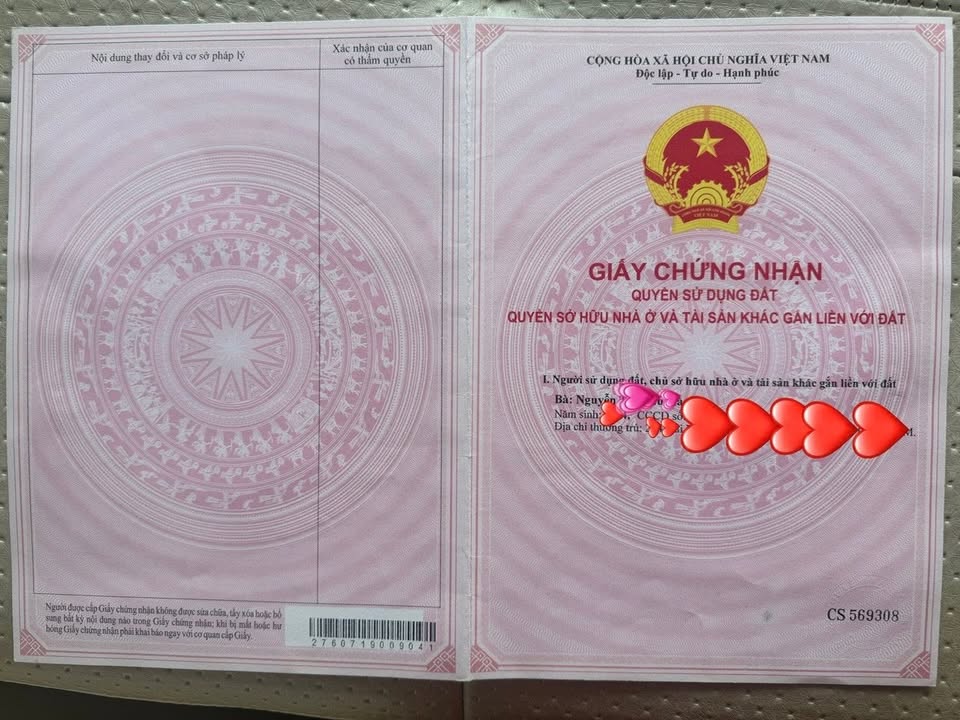 Nội dung thay đổi và cơ sở pháp lý
Xác nhận của cơ quan
có thẩm quyền
Người được cấp Giấy chứng nhận không được sửa chữa, tẩy xóa hoặc bổ
sung bất kỳ nội dung nào trong Giấy chứng nhận; khi bị mất hoặc hư
hỏng Giấy chứng nhận phải khai báo ngay với cơ quan cấp Giấy.
2760719009041
CỘNG HÒA XÃ HỘI CHỦ NGHĨA VIỆT NAM
Độc lập - Tự do - Hạnh phúc
VIỆT NAM
GIẤY CHỨNG NHẬN
QUYỀN SỬ DỤNG ĐẤT
QUYỀN SỞ HỮU NHÀ Ở VÀ TÀI SẢN KHÁC GẮN LIỀN VỚI ĐẤT
I. Người sử dụng đất, chủ sở hữu nhà ở và tài sản khác gắn liền với đất
Bà: Nguyễn
Năm sinh: CCCD số
Địa chỉ thường trú:
CS 569308